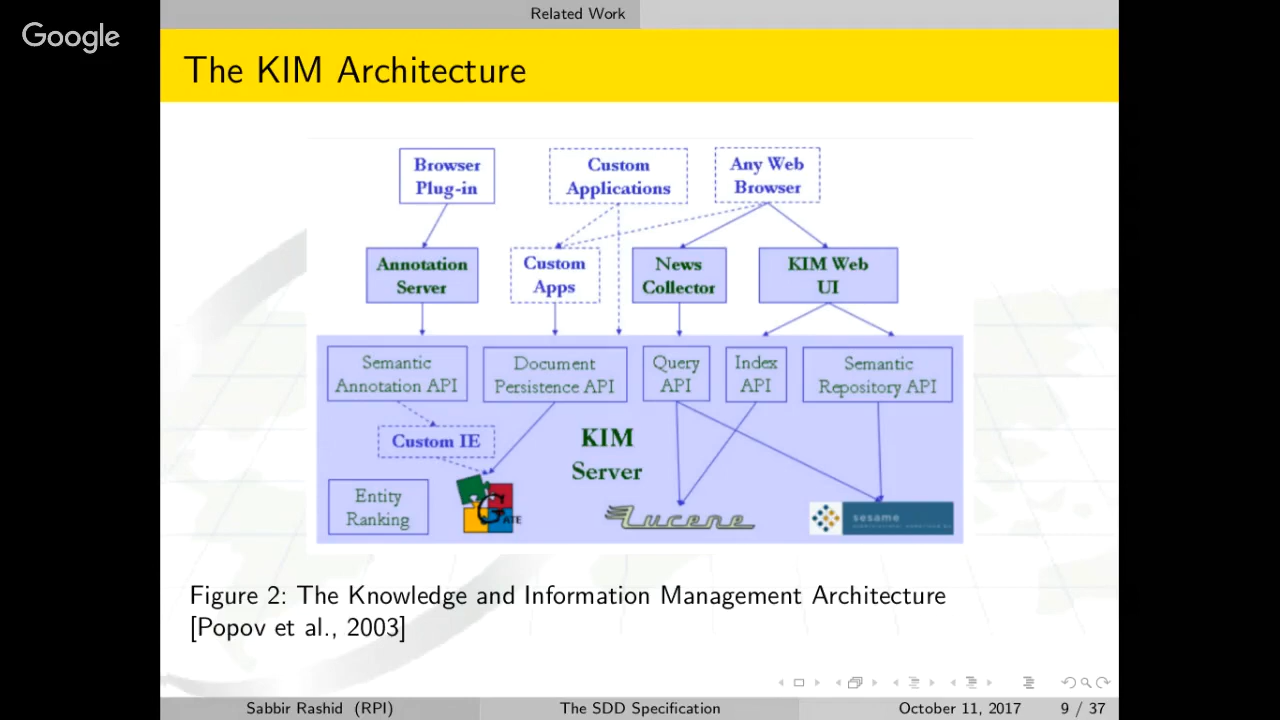 Related Work
Google
The KIM Architecture
Browser
Plug-in
Custom
Applications
Any Web
Browser
Annotation
Server
Custom
Apps
News
Collector
KIM Web
UI
Semantic
Annotation API
Document
Persistence API
Query
API
Index
API
Semantic
Repository API
Custom IE
KIM
Server
Entity
Ranking
GATE
Lucene
sesame
Figure 2: The Knowledge and Information Management Architecture
[Popov et al., 2003]
Sabbir Rashid (RPI)
The SDD Specification
October 11, 2017
9 / 37